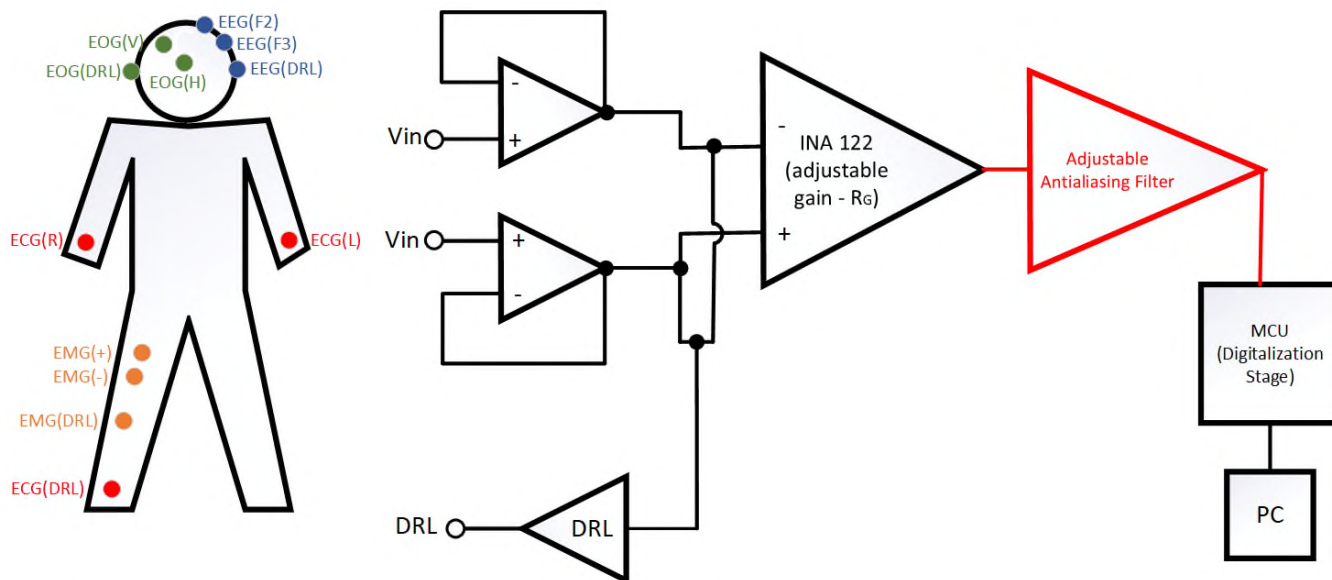 EEG(F2)
EOG(V)
EEG(F3)
EOG(DRL)
EEG(DRL)
EOG(H)
ECG(R)
ECG(L)
EMG(+)
EMG(-)
EMG(DRL)
ECG(DRL)
-
Vin
+
Vin
+
-
-
INA 122
(adjustable
gain - RG)
+
Adjustable
Antialiasing Filter
MCU
(Digitalization
Stage)
PC
DRL
DRL